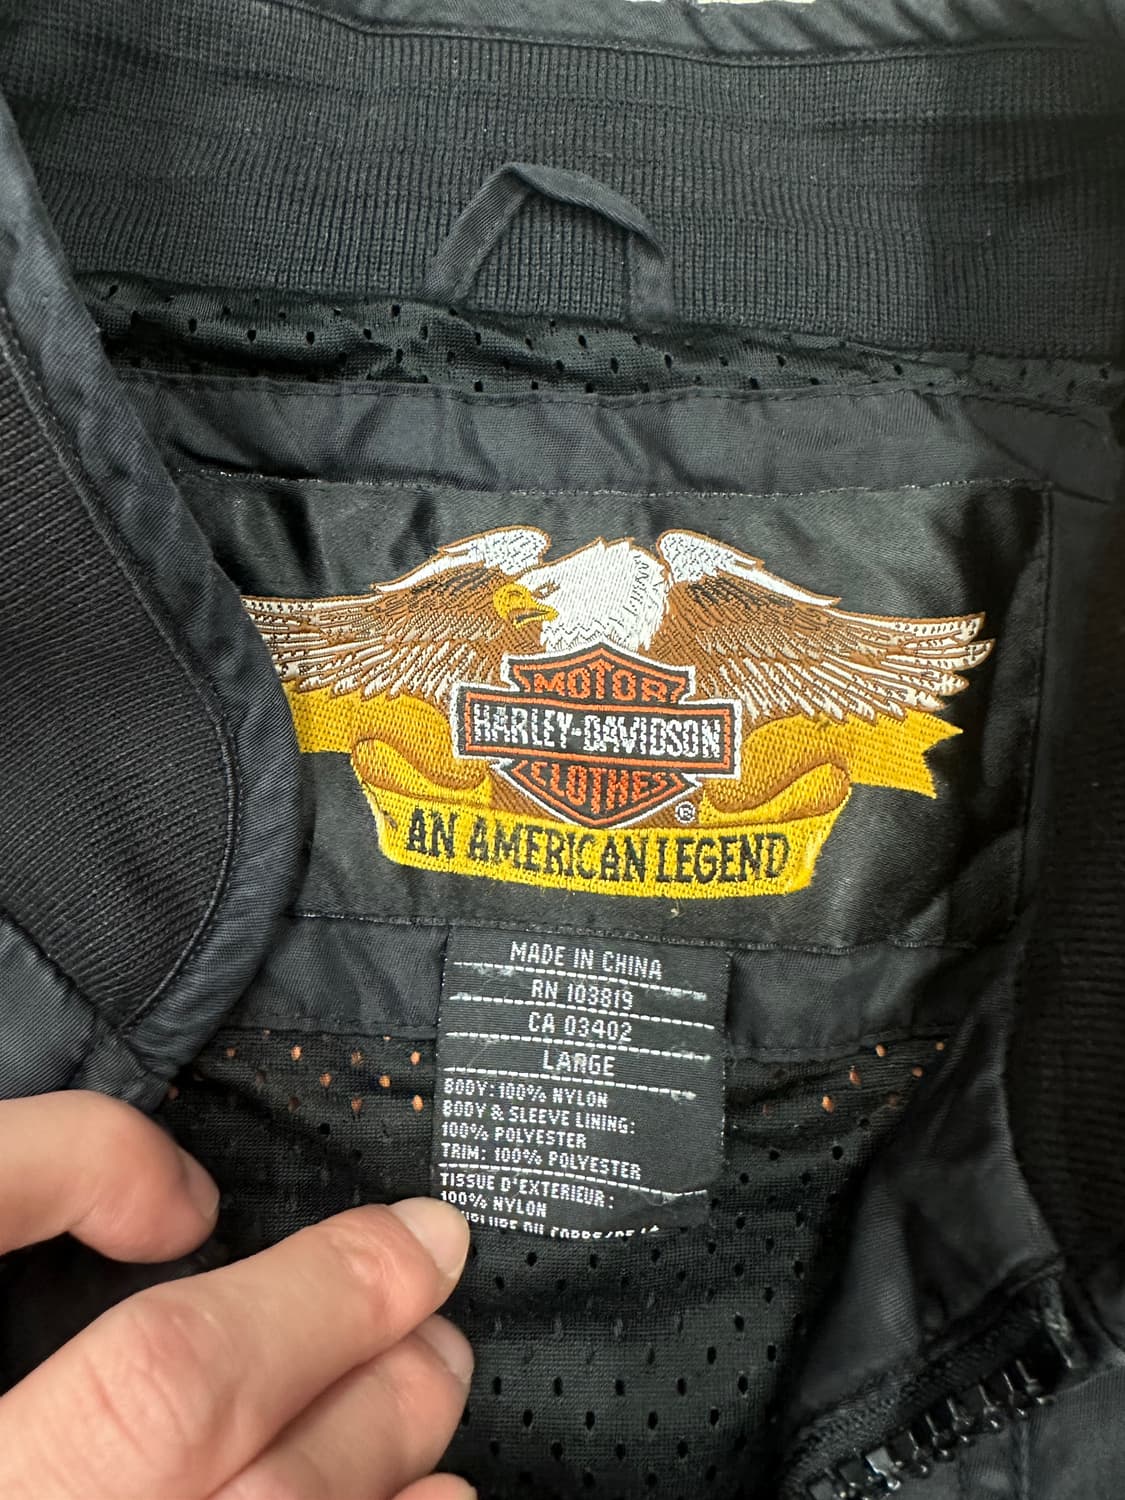 MOTOR
HARLEY-DAVIDSON
CLOTHES
®
AN AMERICAN LEGEND
MADE IN CHINA
RN 103819
CA 03402
LARGE
BODY: 100% NYLON
BODY & SLEEVE LINING:
100% POLYESTER
TRIM: 100% POLYESTER
TISSUE D'EXTERIEUR:
100% NYLON
DU